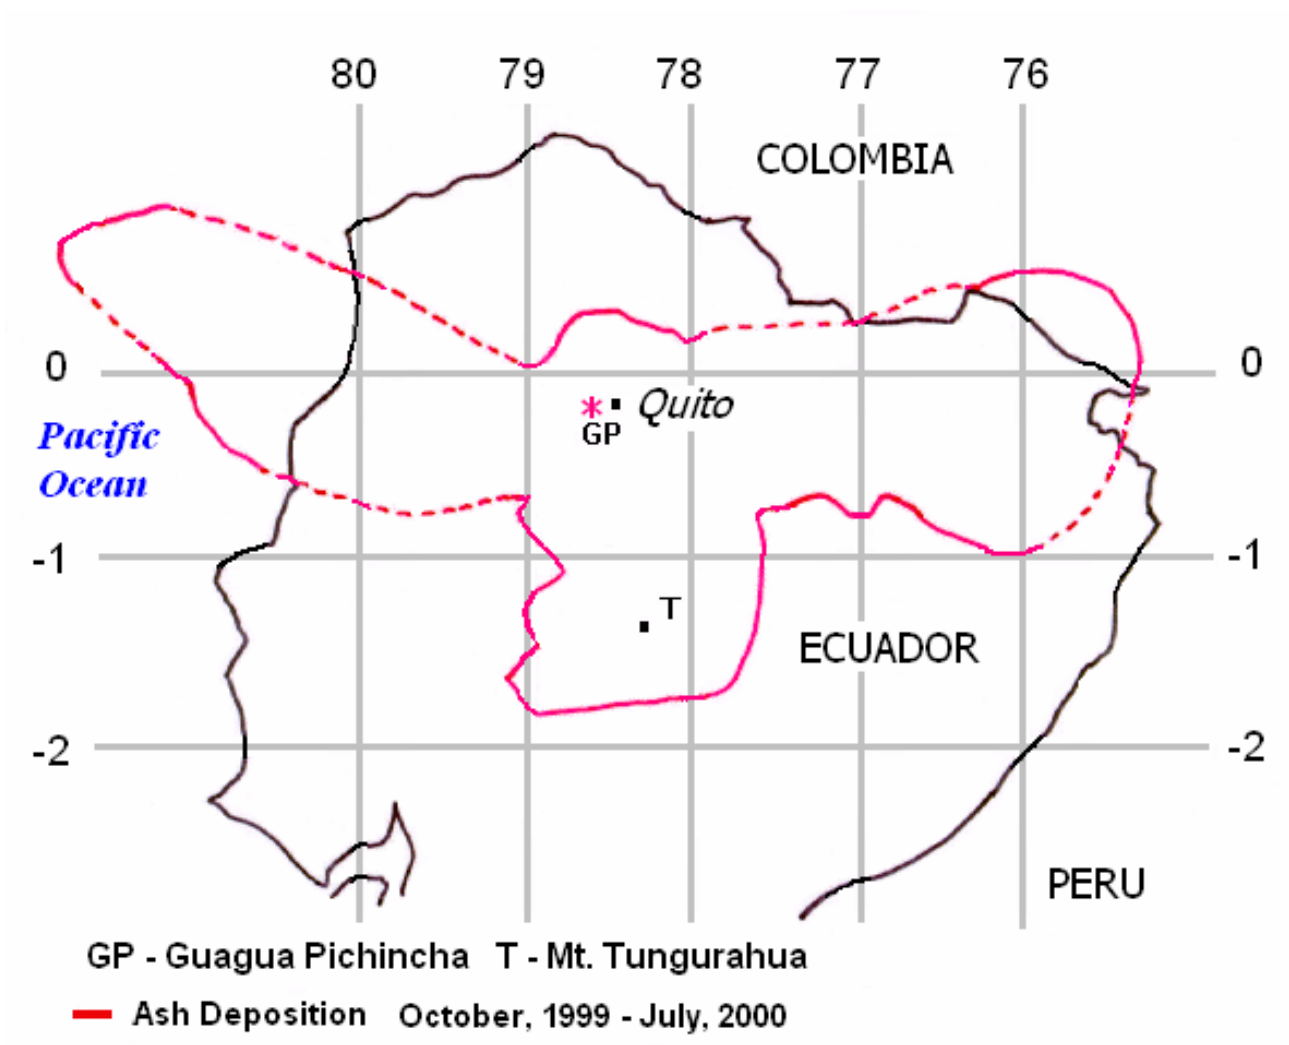 80 79 78 77 76
COLOMBIA
0 0
Quito
*
GP
Pacific
Ocean
-1 -1
T
ECUADOR
-2 -2
PERU
GP - Guagua Pichincha T - Mt. Tungurahua
Ash Deposition October, 1999 - July, 2000